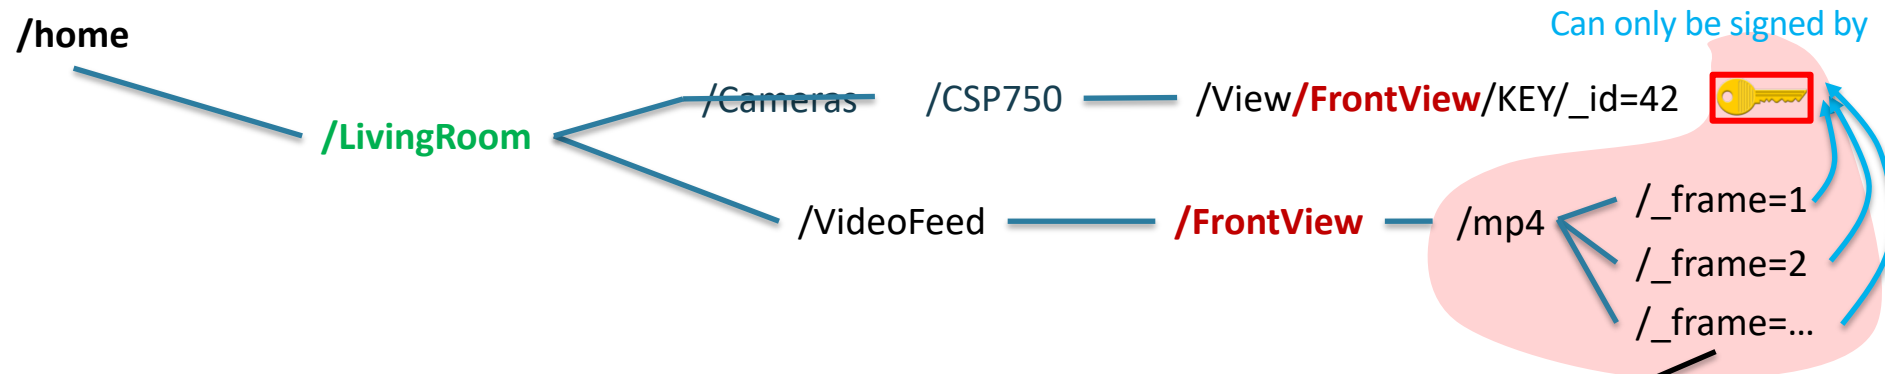 Can only be signed by
/home
/Cameras /CSP750 /View/FrontView/KEY/_id=42
/LivingRoom
/_frame=1
/VideoFeed /FrontView /mp4
/_frame=2
/_frame=...